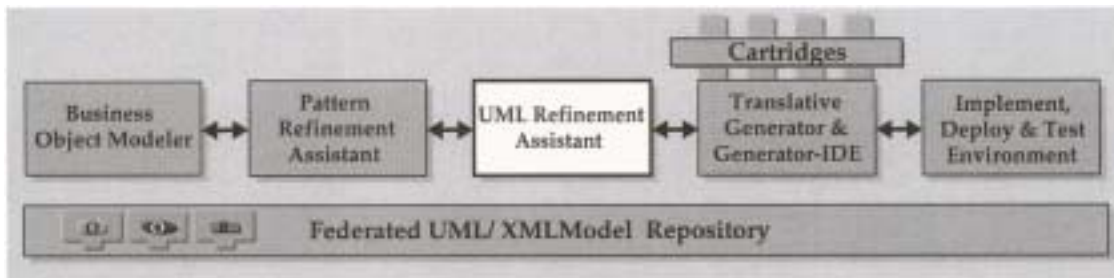 Cartridges
Business
Object Modeler
Pattern
Refinement
Assistant
UML Refinement
Assistant
Translative
Generator &
Generator-IDE
Implement,
Deploy & Test
Environment
Federated UML/ XMLModel Repository